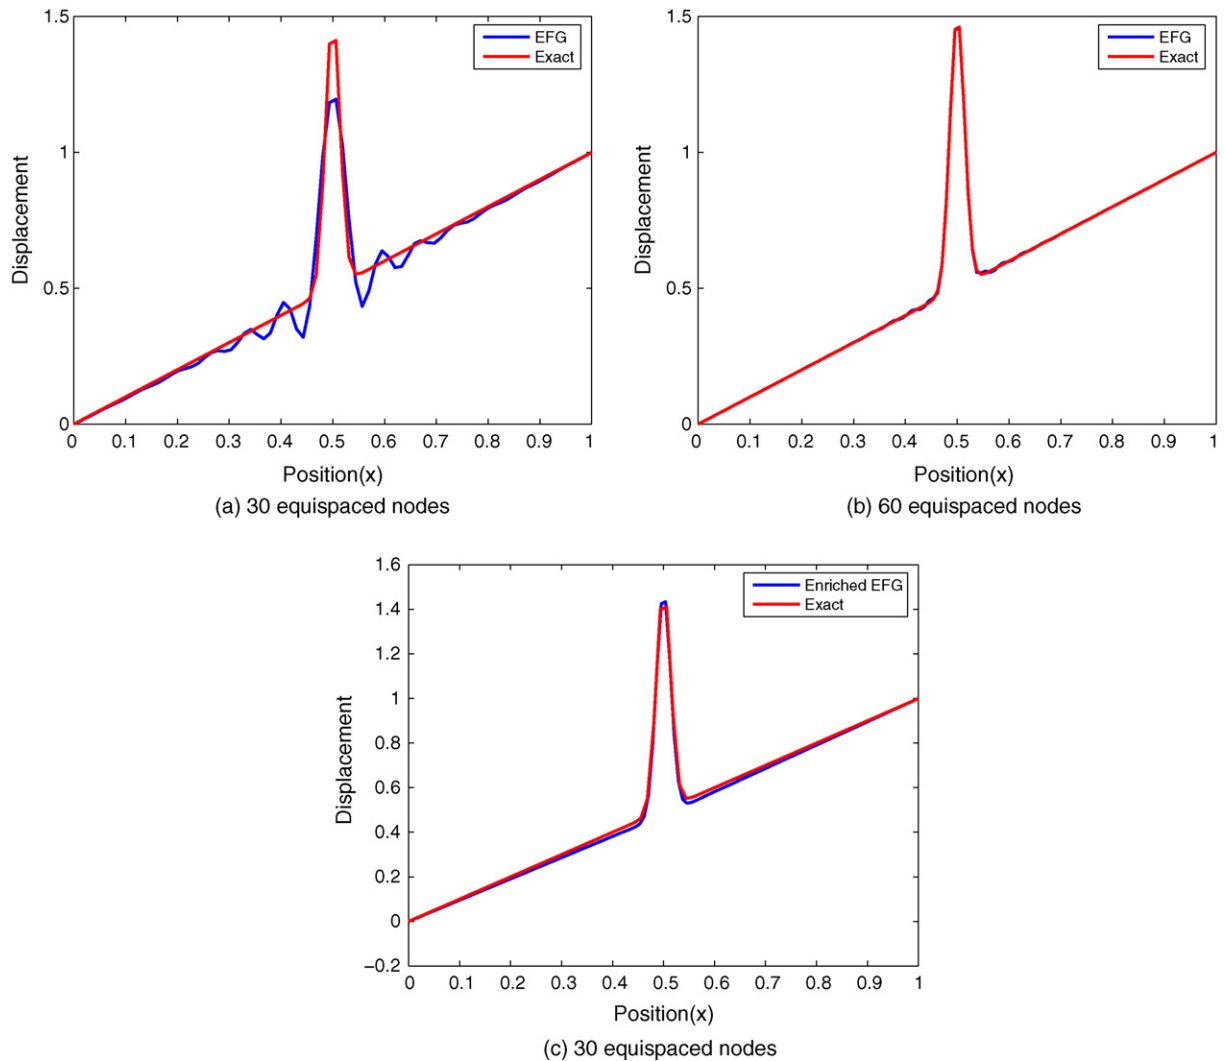 1.5
EFG
Exact
1
Displacement
0.5
0
0 0.1 0.2 0.3 0.4 0.5 0.6 0.7 0.8 0.9 1
Position(x)
(a) 30 equispaced nodes
1.5
EFG
Exact
1
Displacement
0.5
0
0 0.1 0.2 0.3 0.4 0.5 0.6 0.7 0.8 0.9 1
Position(x)
(b) 60 equispaced nodes
1.6
Enriched EFG
Exact
1.4
1.2
1
Displacement
0.8
0.6
0.4
0.2
0
−0.2
0 0.1 0.2 0.3 0.4 0.5 0.6 0.7 0.8 0.9 1
Position(x)
(c) 30 equispaced nodes